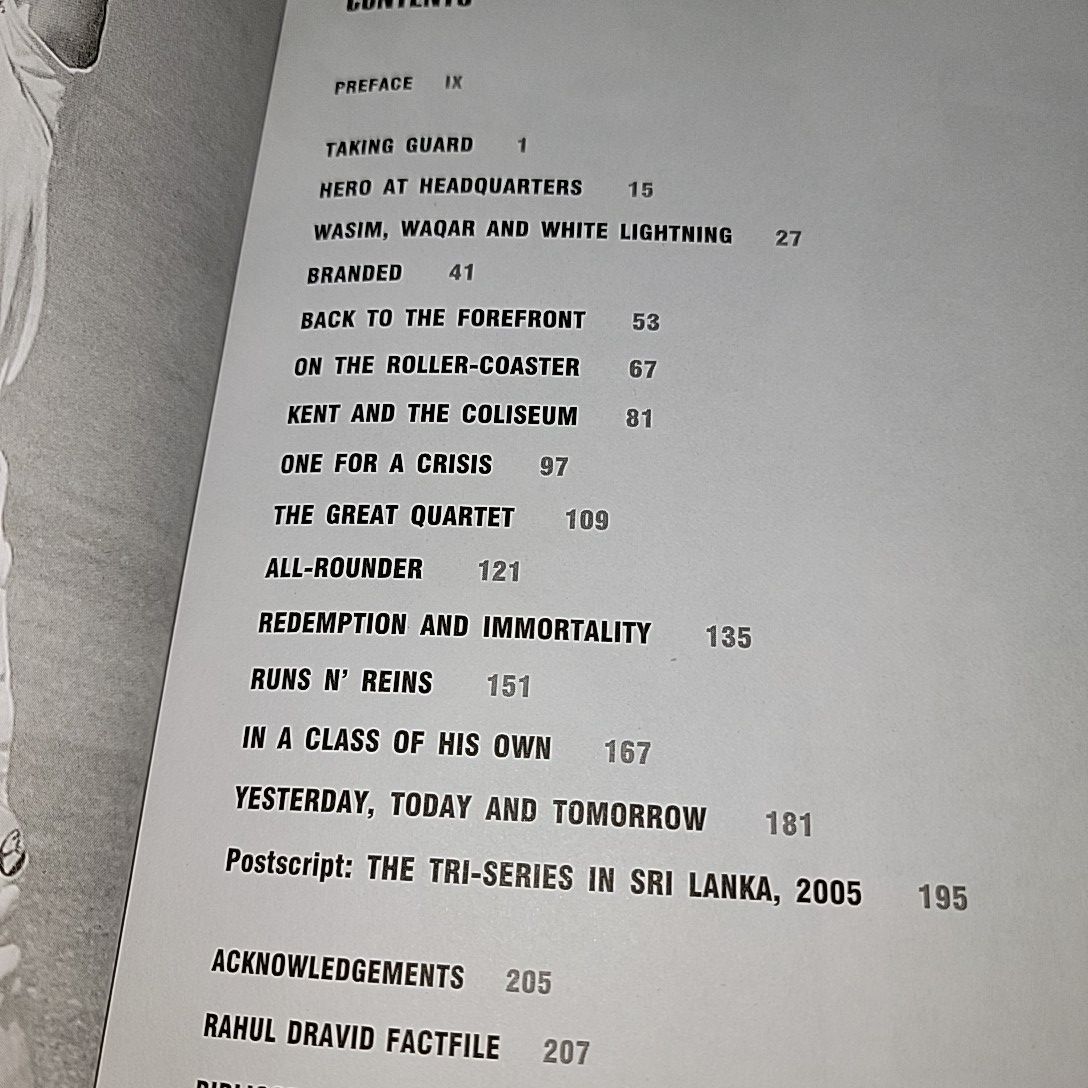 CONTENTS
PREFACE IX
TAKING GUARD 1
HERO AT HEADQUARTERS 15
WASIM, WAQAR AND WHITE LIGHTNING 27
BRANDED 41
BACK TO THE FOREFRONT 53
ON THE ROLLER-COASTER 67
KENT AND THE COLISEUM 81
ONE FOR A CRISIS 97
THE GREAT QUARTET 109
ALL-ROUNDER 121
REDEMPTION AND IMMORTALITY 135
RUNS N’ REINS 151
IN A CLASS OF HIS OWN 167
YESTERDAY, TODAY AND TOMORROW 181
Postscript: THE TRI-SERIES IN SRI LANKA, 2005 195
ACKNOWLEDGEMENTS 205
RAHUL DRAVID FACTFILE 207